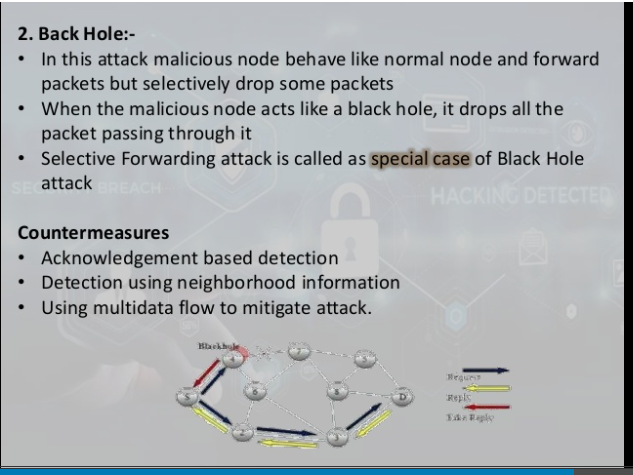 2. Back Hole:-
• In this attack malicious node behave like normal node and forward
packets but selectively drop some packets
• When the malicious node acts like a black hole, it drops all the
packet passing through it
• Selective Forwarding attack is called as special case of Black Hole
attack
HACKING DETECTED
Countermeasures
• Acknowledgement based detection
• Detection using neighborhood information
• Using multidata flow to mitigate attack.
Blackhole
S
D
Request
Reply
Fake Reply